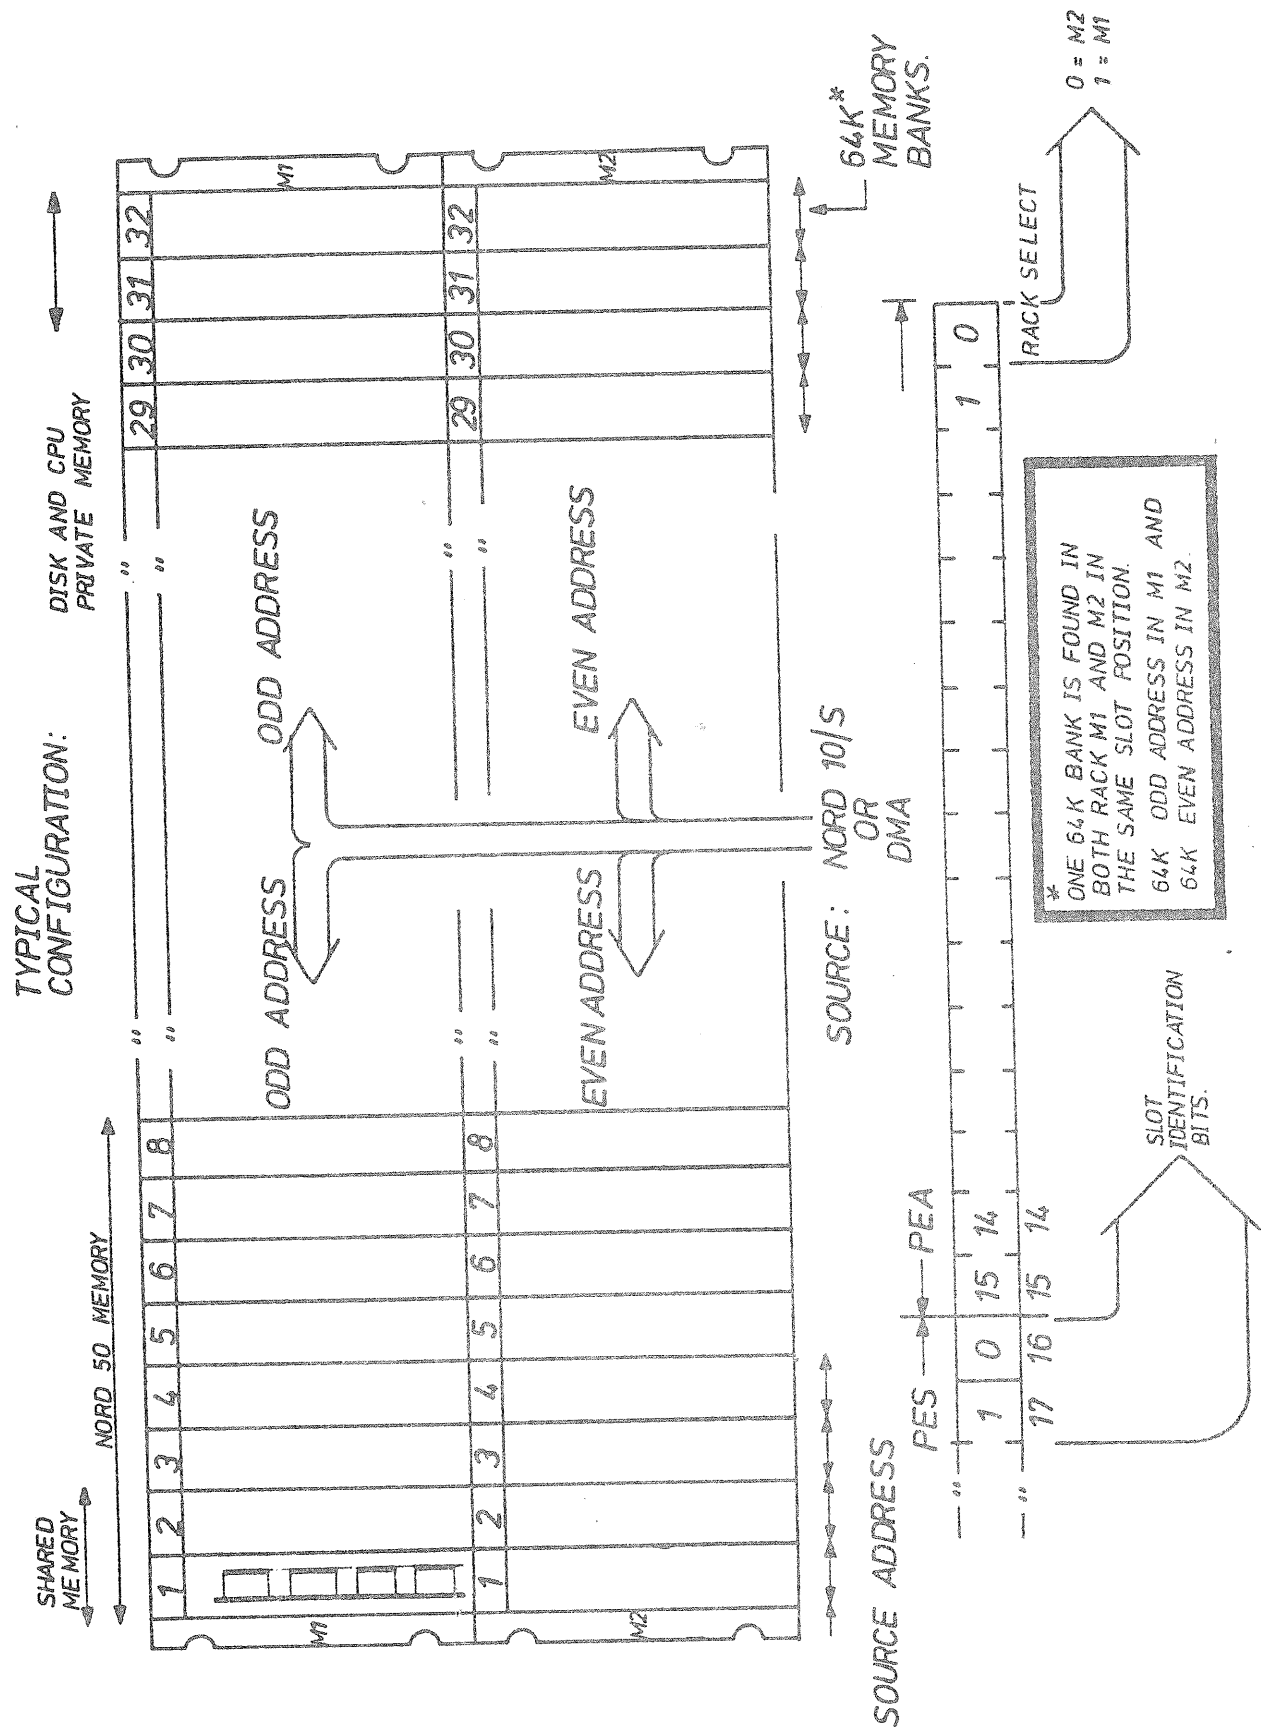 TYPICAL
CONFIGURATION:
SHARED
MEMORY
NORD 50 MEMORY
DISK AND CPU
PRIVATE MEMORY
1 2 3 4 5 6 7 8 — " — 29 30 31 32
— " —
M1
M1
ODD ADDRESS
ODD ADDRESS
— " —
1 2 3 4 5 6 7 8 — " — 29 30 31 32
M2
M2
EVEN ADDRESS
EVEN ADDRESS
64K*
MEMORY
BANKS.
SOURCE: NORD 10/S
OR
DMA
SOURCE ADDRESS
PES PEA
— " — 1 0 15 14 1 0
— " — 17 16 15 14
RACK SELECT
0 = M2
1 = M1
SLOT
IDENTIFICATION
BITS.
*
ONE 64K BANK IS FOUND IN
BOTH RACK M1 AND M2 IN
THE SAME SLOT POSITION.
64K ODD ADDRESS IN M1 AND
64K EVEN ADDRESS IN M2.